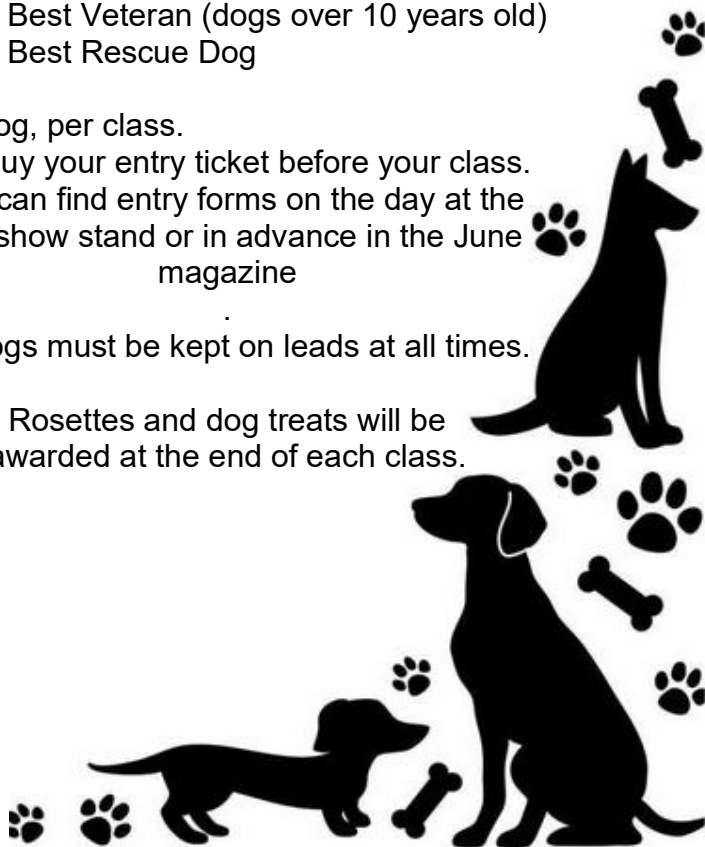 Best Veteran (dogs over 10 years old)
Best Rescue Dog
og, per class.
uy your entry ticket before your class.
can find entry forms on the day at the
show stand or in advance in the June
magazine
.
ogs must be kept on leads at all times.
Rosettes and dog treats will be
awarded at the end of each class.